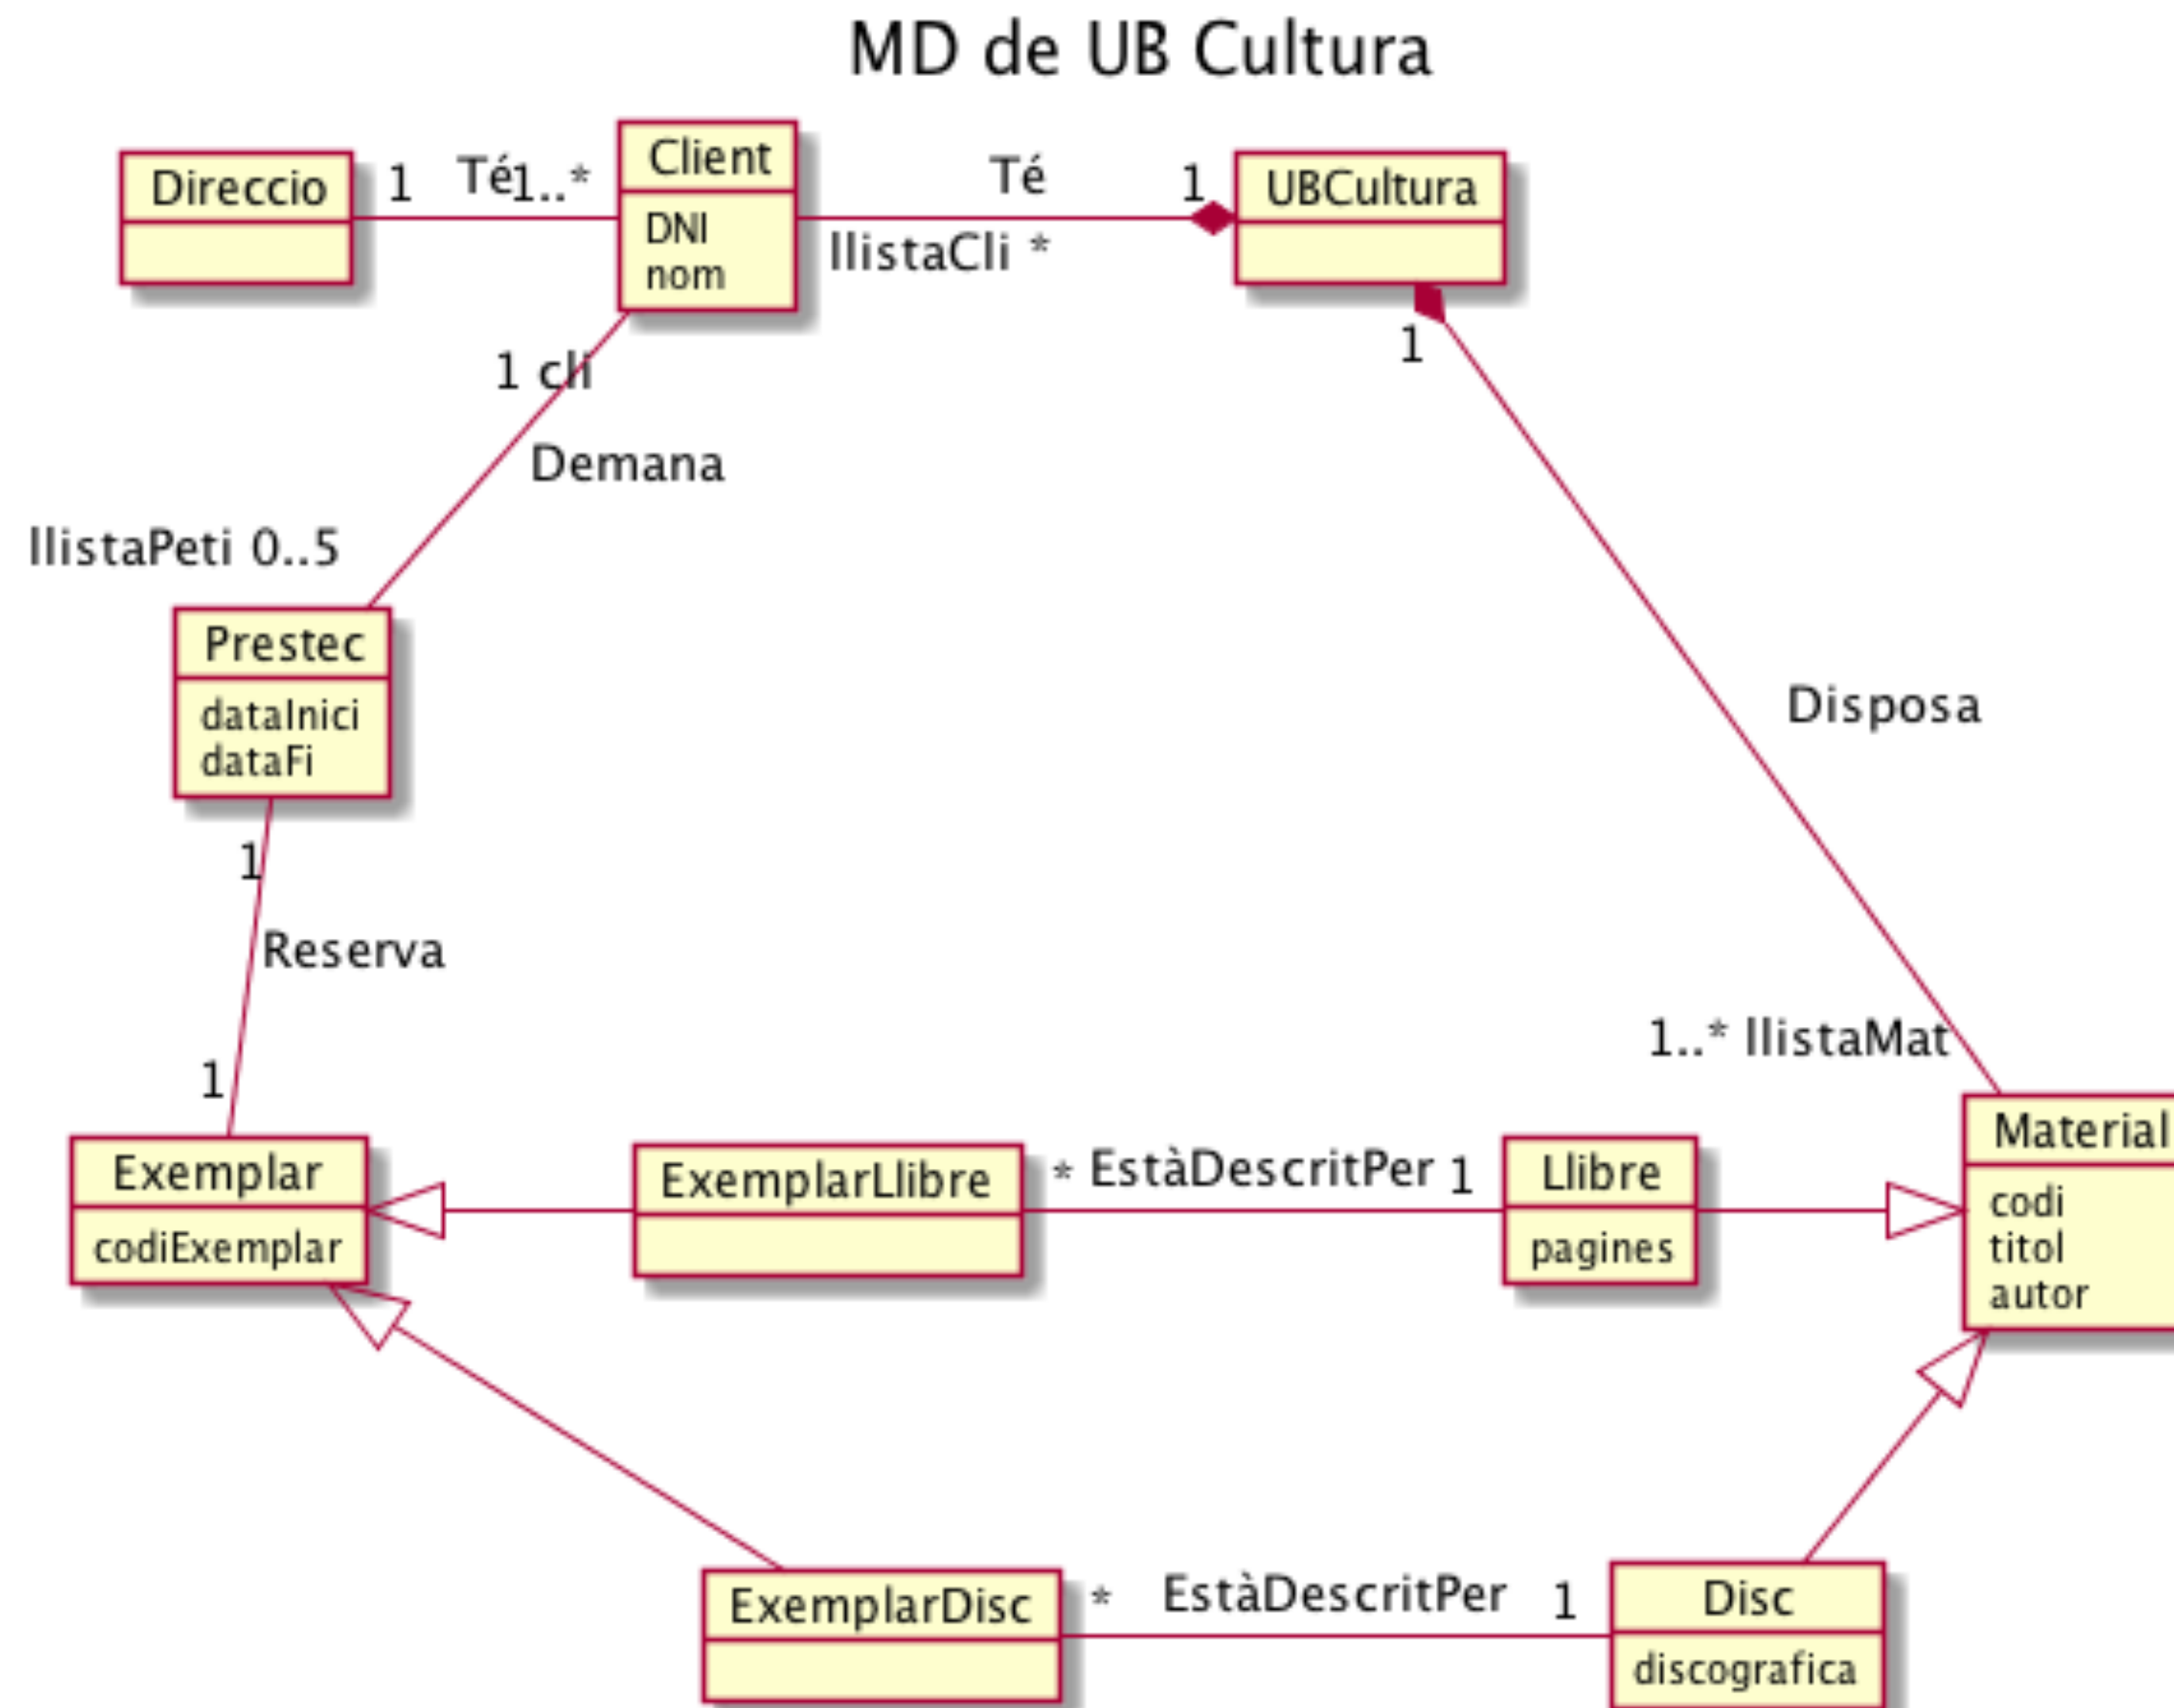 MD de UB Cultura
Direccio
1 Té 1..*
Client
DNI
nom
Té 1
llistaCli *
UBCultura
1
1 cli
Demana
llistaPeti 0..5
Prestec
dataInici
dataFi
Disposa
1
Reserva
1
1..* llistaMat
Exemplar
codiExemplar
ExemplarLlibre
* EstàDescritPer 1
Llibre
pagines
Material
codi
titol
autor
ExemplarDisc
* EstàDescritPer 1
Disc
discografica